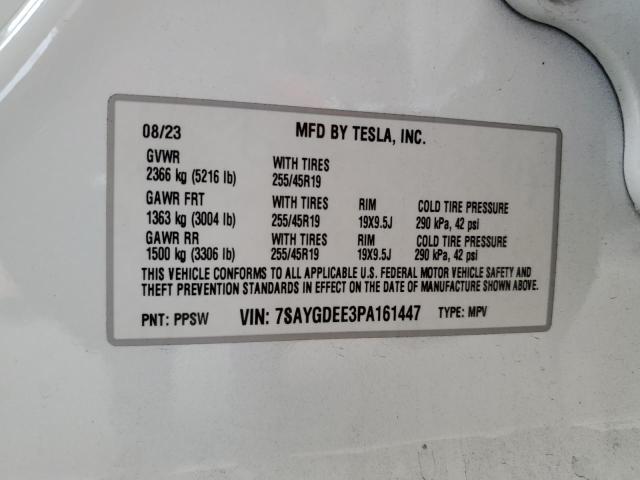 08/23 MFD BY TESLA, INC.
GVWR WITH TIRES
2366 kg (5216 lb) 255/45R19
GAWR FRT WITH TIRES RIM COLD TIRE PRESSURE
1363 kg (3004 lb) 255/45R19 19X9.5J 290 kPa, 42 psi
GAWR RR WITH TIRES RIM COLD TIRE PRESSURE
1500 kg (3306 lb) 255/45R19 19X9.5J 290 kPa, 42 psi
THIS VEHICLE CONFORMS TO ALL APPLICABLE U.S. FEDERAL MOTOR VEHICLE SAFETY AND
THEFT PREVENTION STANDARDS IN EFFECT ON THE DATE OF MANUFACTURE SHOWN ABOVE.
PNT: PPSW VIN: 7SAYGDEE3PA161447 TYPE: MPV